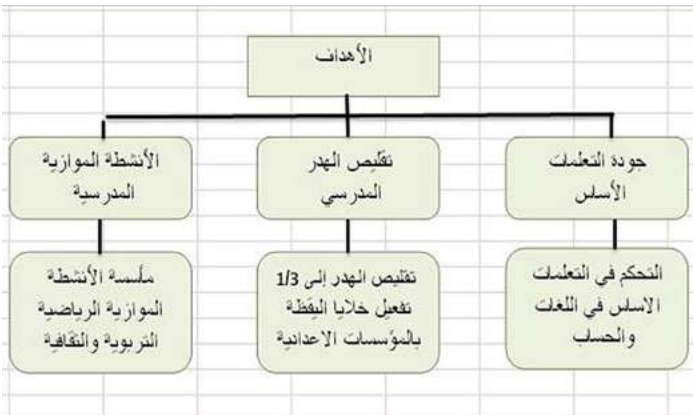 الأهداف
جودة التعلمات
الأساس
تقليص الهدر
المدرسي
الأنشطة الموازية
المدرسية
التحكم في التعلمات
الاساس في اللغات
والحساب
تقليص الهدر إلى 1/3
تفعيل خلايا اليقظة
بالمؤسسات الاعدادية
مأسسة الأنشطة
الموازية الرياضية
التربوية والثقافية